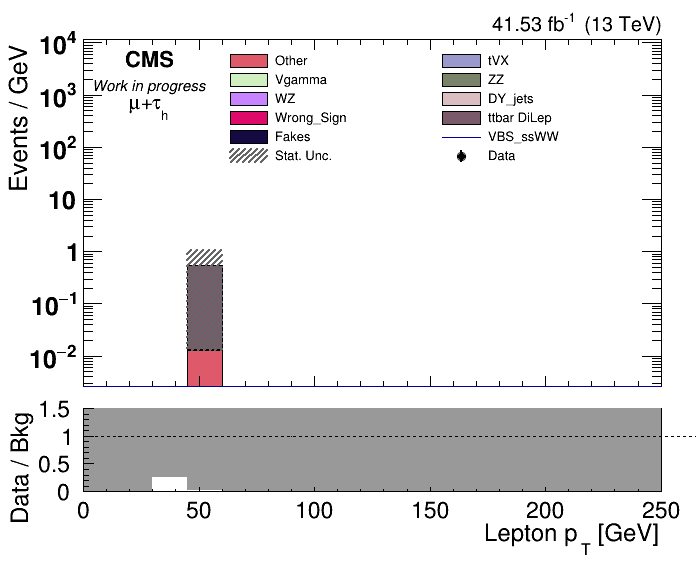 41.53 fb⁻¹ (13 TeV)
CMS
Work in progress
μ+τh
Other
Vgamma
WZ
Wrong_Sign
Fakes
Stat. Unc.
tVX
ZZ
DY_jets
ttbar DiLep
VBS_ssWW
Data
Events / GeV
10⁴
10³
10²
10
1
10⁻¹
10⁻²
Data / Bkg
1.5
1
0.5
0
0 50 100 150 200 250
Lepton pT [GeV]